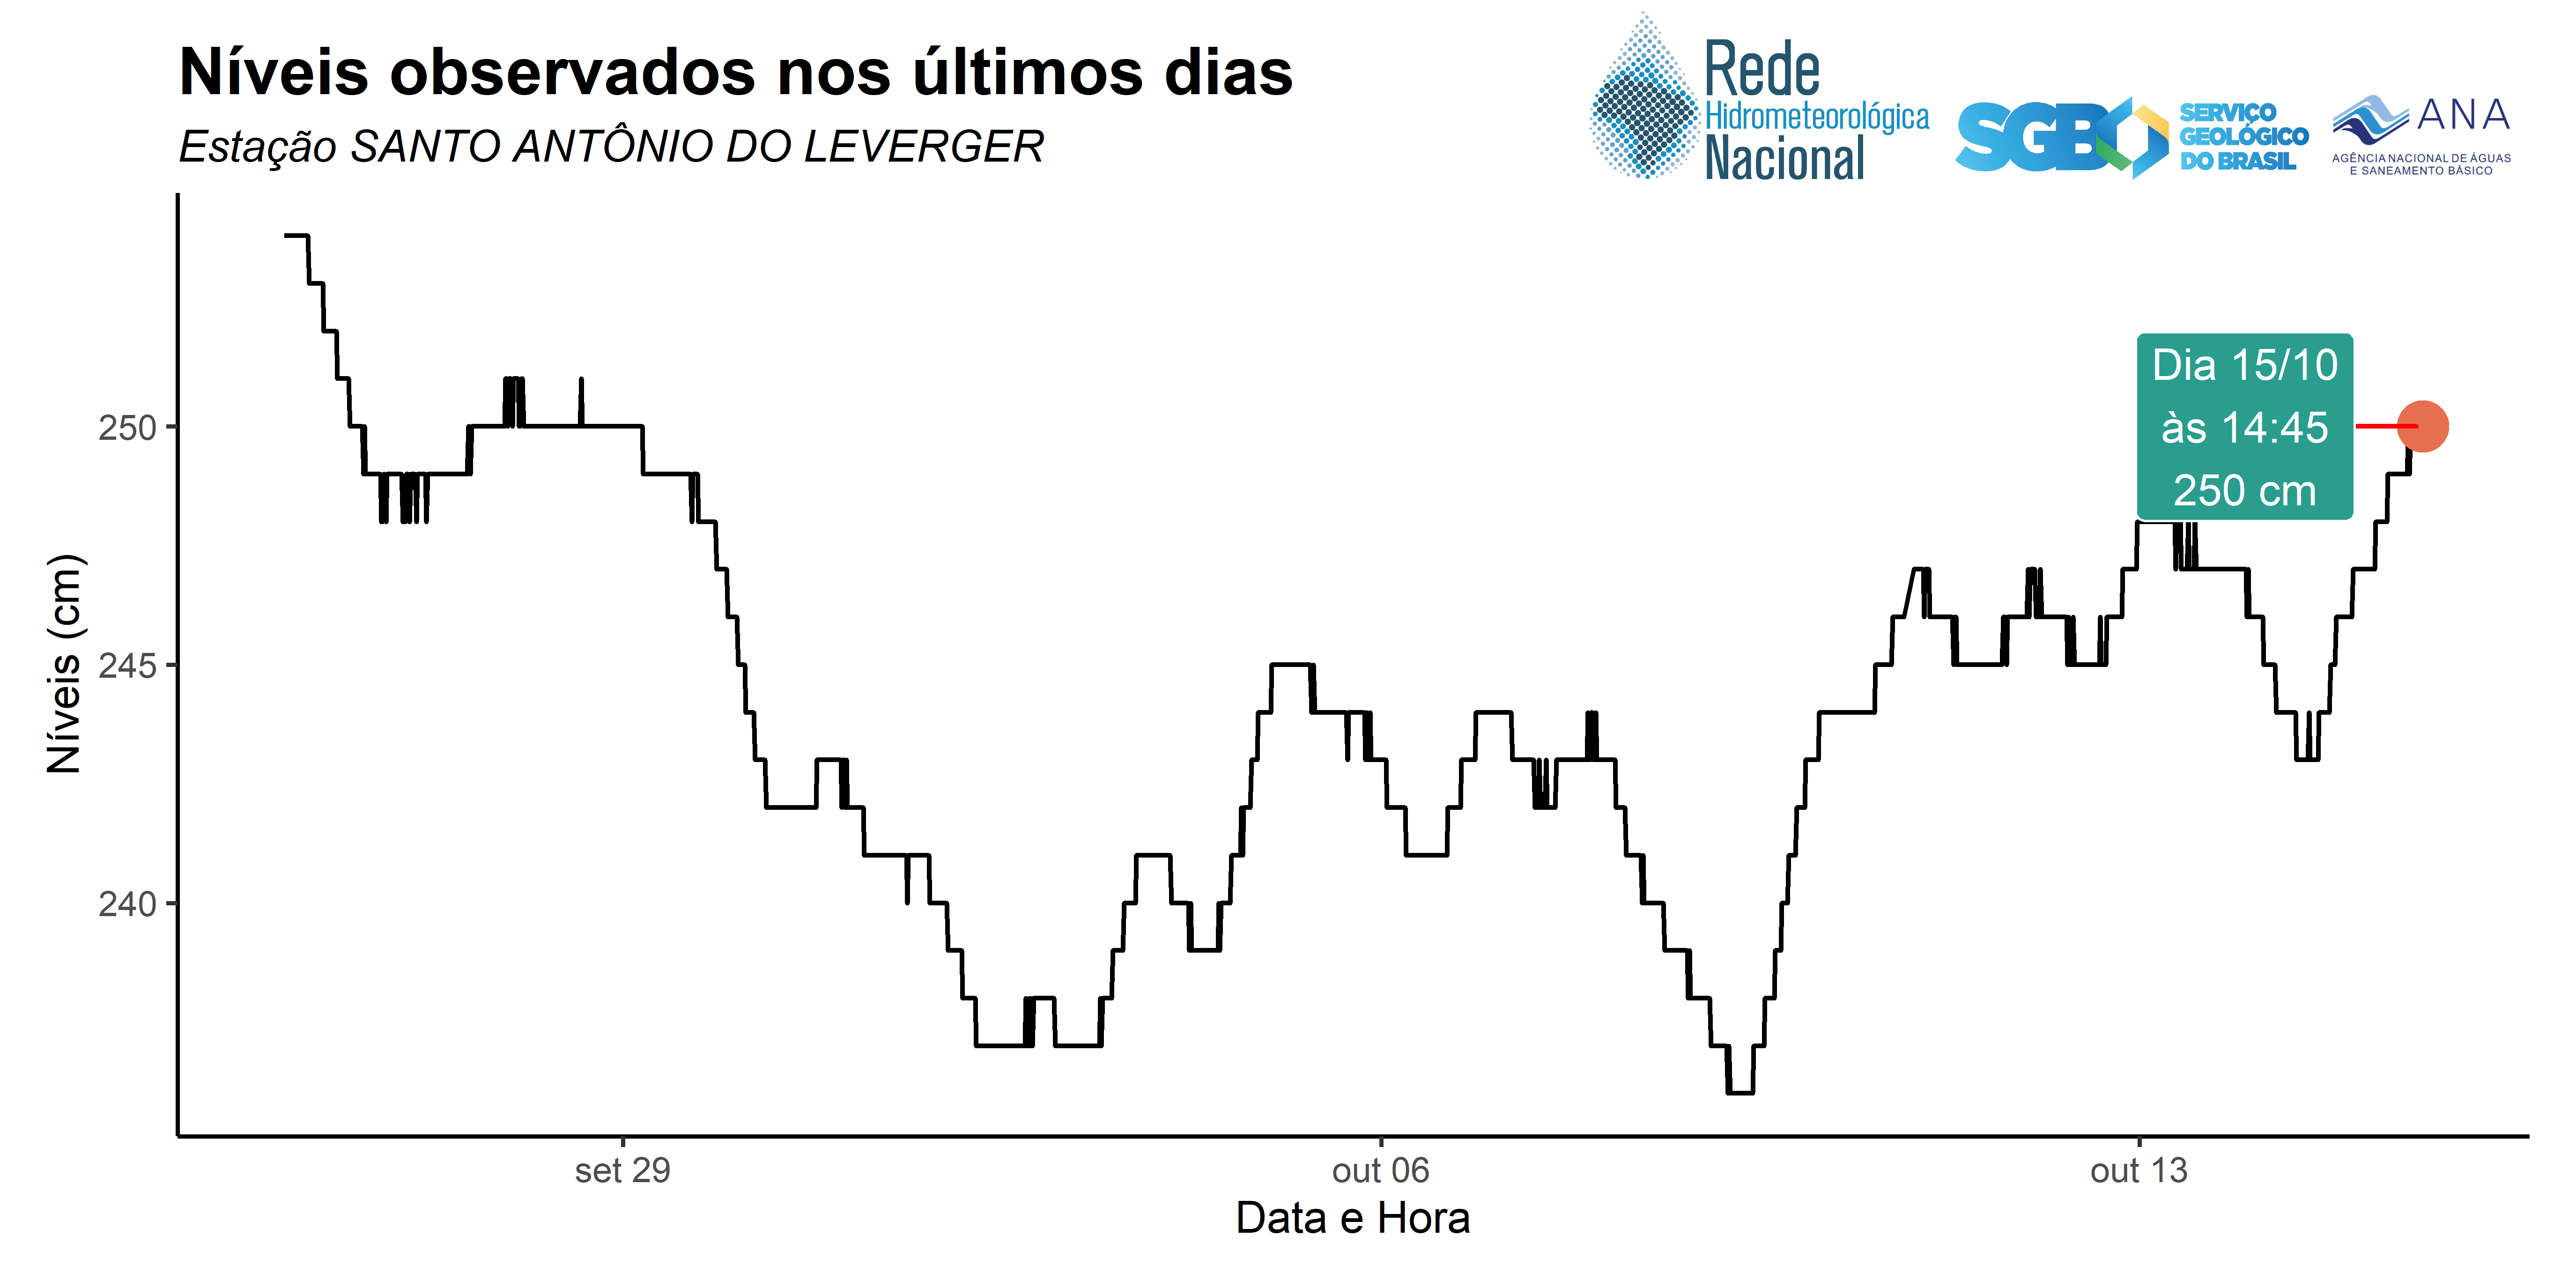 Níveis observados nos últimos dias
Estação SANTO ANTÔNIO DO LEVERGER
Rede
Hidrometeorológica
Nacional
SGB
SERVIÇO
GEOLÓGICO
DO BRASIL
ANA
AGÊNCIA NACIONAL DE ÁGUAS
E SANEAMENTO BÁSICO
Dia 15/10
às 14:45
250 cm
Níveis (cm)
250
245
240
set 29
out 06
out 13
Data e Hora